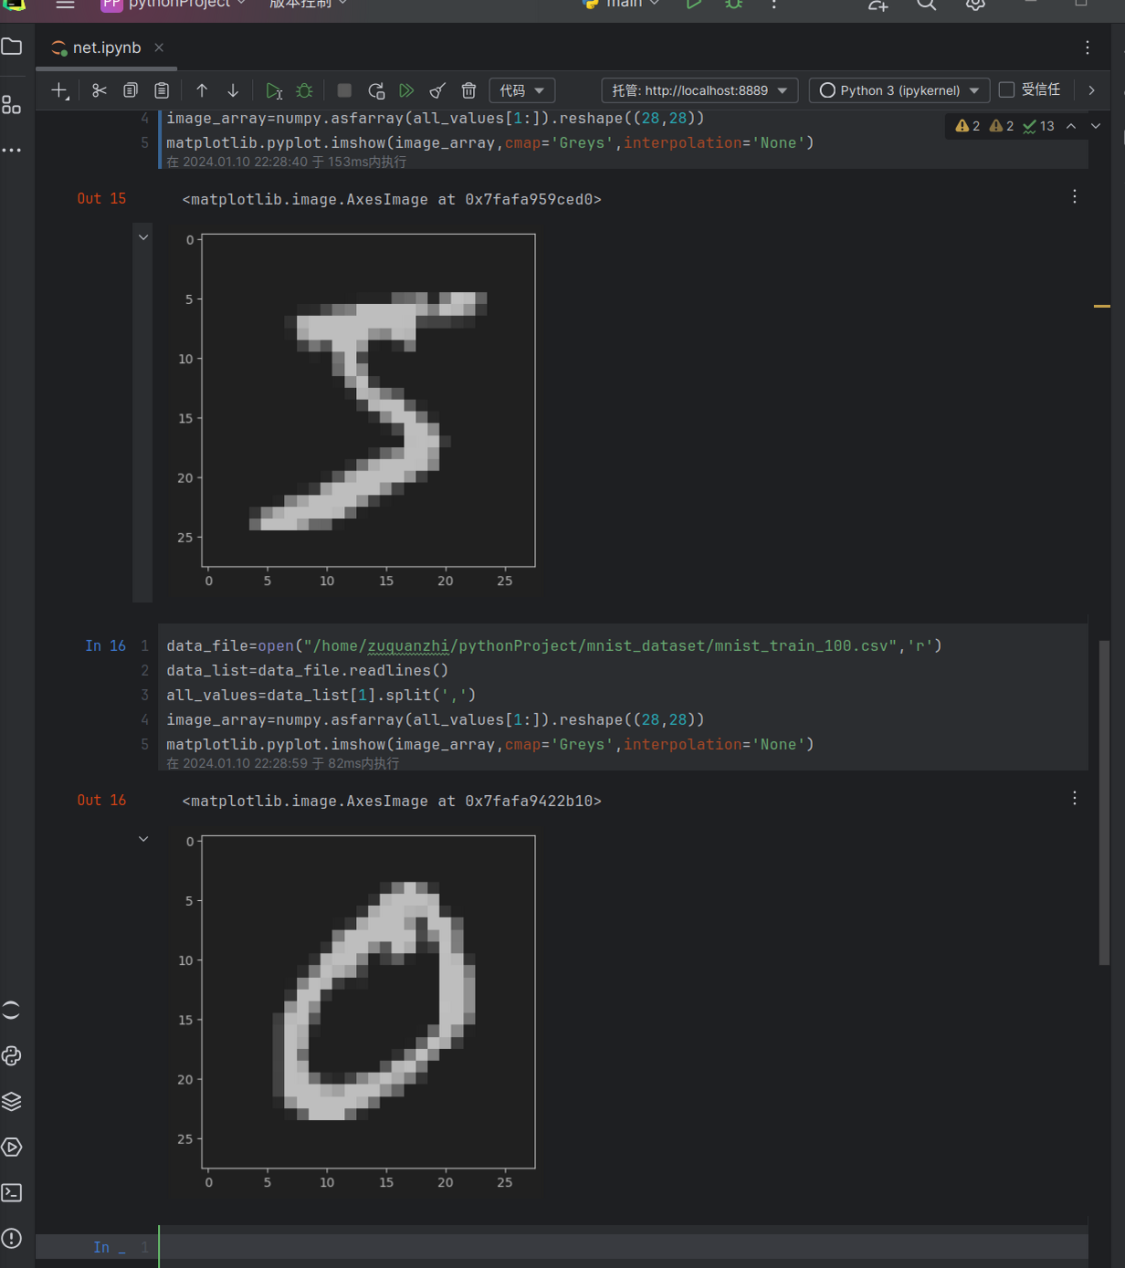 PP pythonProject 版本控制 main
net.ipynb
代码 托管: http://localhost:8889 Python 3 (ipykernel) 受信任
4 image_array=numpy.asfarray(all_values[1:]).reshape((28,28))
2 2 13
5 matplotlib.pyplot.imshow(image_array,cmap='Greys',interpolation='None')
在 2024.01.10 22:28:40 于 153ms内执行
Out 15 <matplotlib.image.AxesImage at 0x7fafa959ced0>
0
5
10
15
20
25
0 5 10 15 20 25
In 16 1 data_file=open("/home/zuquanzhi/pythonProject/mnist_dataset/mnist_train_100.csv",'r')
2 data_list=data_file.readlines()
3 all_values=data_list[1].split(',')
4 image_array=numpy.asfarray(all_values[1:]).reshape((28,28))
5 matplotlib.pyplot.imshow(image_array,cmap='Greys',interpolation='None')
在 2024.01.10 22:28:59 于 82ms内执行
Out 16 <matplotlib.image.AxesImage at 0x7fafa9422b10>
0
5
10
15
20
25
0 5 10 15 20 25
In _ 1